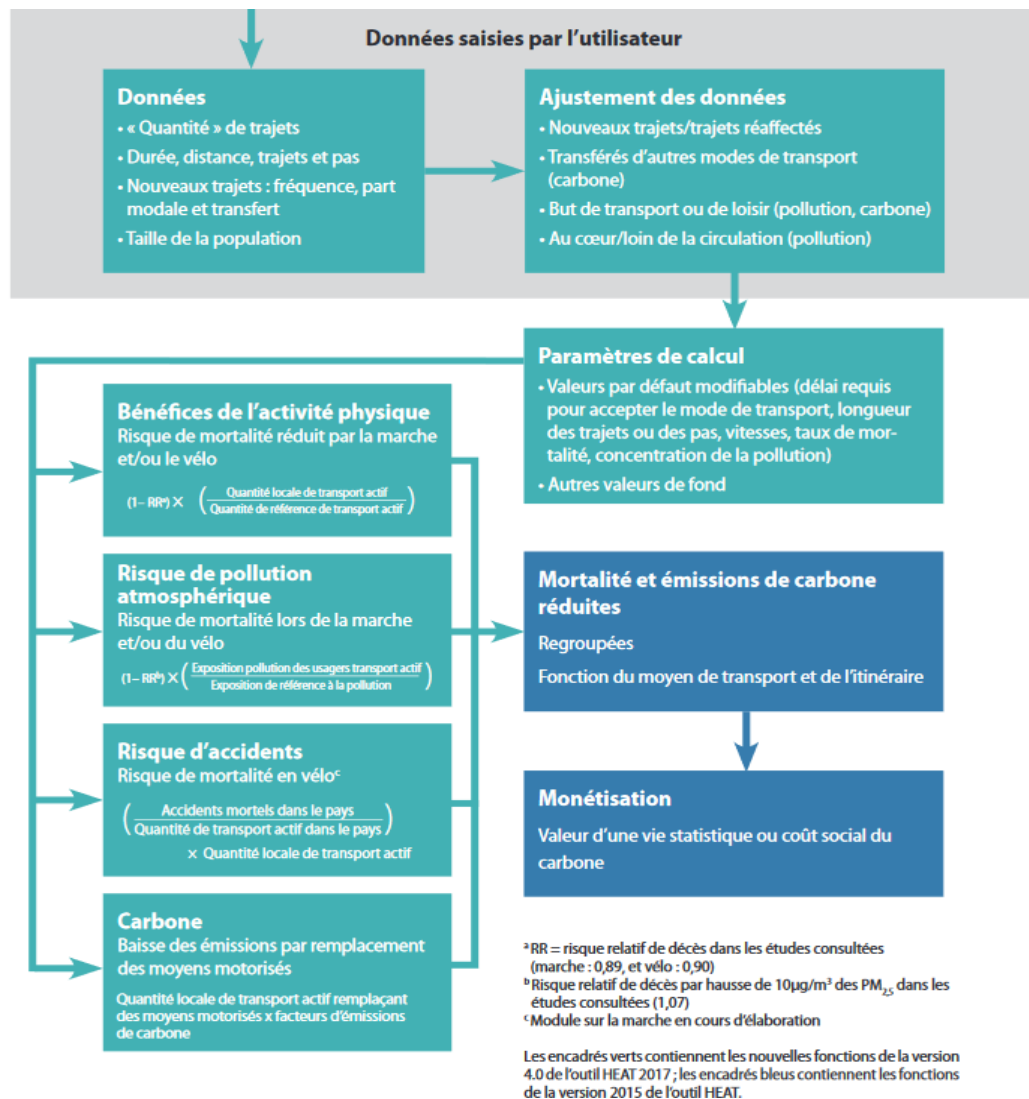 Données saisies par l’utilisateur
Données
• « Quantité » de trajets
• Durée, distance, trajets et pas
• Nouveaux trajets : fréquence, part
modale et transfert
• Taille de la population
Ajustement des données
• Nouveaux trajets/trajets réaffectés
• Transférés d’autres modes de transport
(carbone)
• But de transport ou de loisir (pollution, carbone)
• Au cœur/loin de la circulation (pollution)
Paramètres de calcul
• Valeurs par défaut modifiables (délai requis
pour accepter le mode de transport, longueur
des trajets ou des pas, vitesses, taux de mor-
talité, concentration de la pollution)
• Autres valeurs de fond
Bénéfices de l’activité physique
Risque de mortalité réduit par la marche
et/ou le vélo
(1– RRᵃ) × ( Quantité locale de transport actif
Quantité de référence de transport actif )
Risque de pollution
atmosphérique
Risque de mortalité lors de la marche
et/ou du vélo
(1– RRᵇ) × ( Exposition pollution des usagers transport actif
Exposition de référence à la pollution )
Risque d’accidents
Risque de mortalité en véloᶜ
( Accidents mortels dans le pays
Quantité de transport actif dans le pays )
× Quantité locale de transport actif
Carbone
Baisse des émissions par remplacement
des moyens motorisés
Quantité locale de transport actif remplaçant
des moyens motorisés x facteurs d’émissions
de carbone
Mortalité et émissions de carbone
réduites
Regroupées
Fonction du moyen de transport et de l’itinéraire
Monétisation
Valeur d’une vie statistique ou coût social du
carbone
ᵃ RR = risque relatif de décès dans les études consultées
(marche : 0,89, et vélo : 0,90)
ᵇ Risque relatif de décès par hausse de 10µg/m³ des PM₂,₅ dans les
études consultées (1,07)
ᶜ Module sur la marche en cours d’élaboration
Les encadrés verts contiennent les nouvelles fonctions de la version
4.0 de l’outil HEAT 2017 ; les encadrés bleus contiennent les fonctions
de la version 2015 de l’outil HEAT.